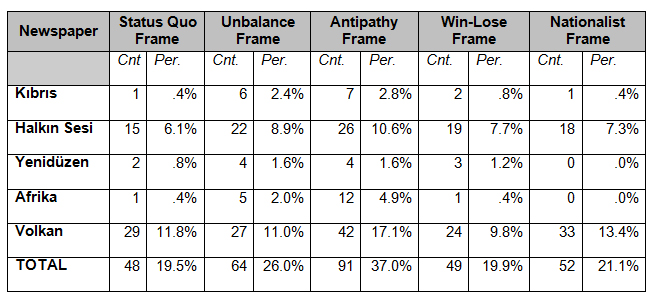 Newspaper Status Quo Frame Unbalance Frame Antipathy Frame Win-Lose Frame Nationalist Frame
Cnt. Per. Cnt. Per. Cnt. Per. Cnt. Per. Cnt. Per.
Kıbrıs 1 .4% 6 2.4% 7 2.8% 2 .8% 1 .4%
Halkın Sesi 15 6.1% 22 8.9% 26 10.6% 19 7.7% 18 7.3%
Yenidüzen 2 .8% 4 1.6% 4 1.6% 3 1.2% 0 .0%
Afrika 1 .4% 5 2.0% 12 4.9% 1 .4% 0 .0%
Volkan 29 11.8% 27 11.0% 42 17.1% 24 9.8% 33 13.4%
TOTAL 48 19.5% 64 26.0% 91 37.0% 49 19.9% 52 21.1%